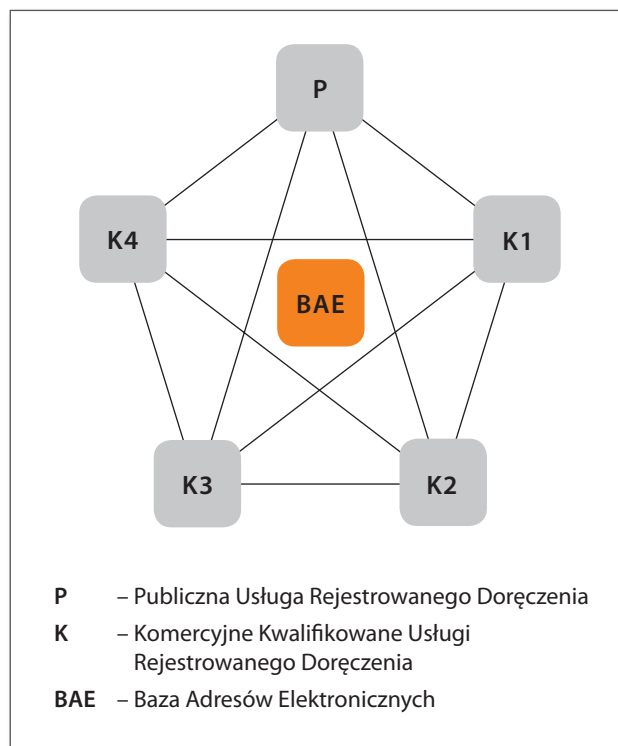 P
K4
K1
BAE
K3
K2
P – Publiczna Usługa Rejestrowanego Doręczenia
K – Komercyjne Kwalifikowane Usługi
Rejestrowanego Doręczenia
BAE – Baza Adresów Elektronicznych